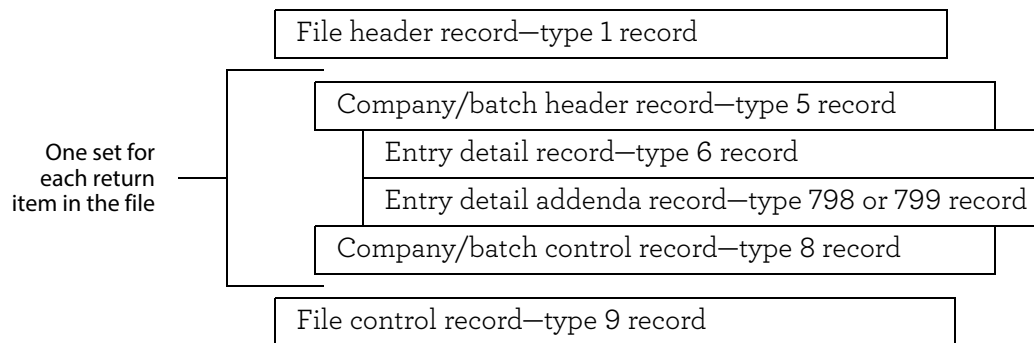 File header record—type 1 record
Company/batch header record—type 5 record
One set for
each return
item in the file
Entry detail record—type 6 record
Entry detail addenda record—type 798 or 799 record
Company/batch control record—type 8 record
File control record—type 9 record